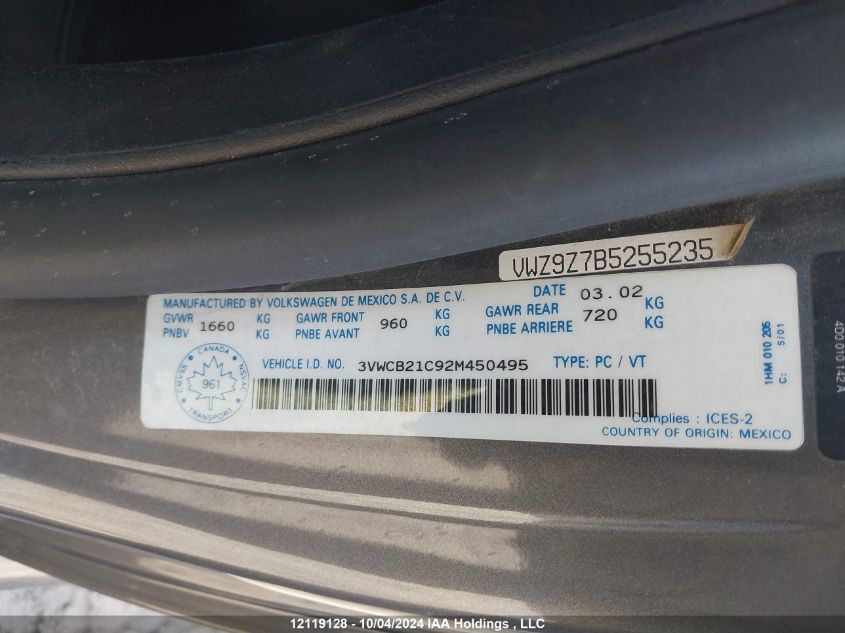 VWZ9Z7B5255235
MANUFACTURED BY VOLKSWAGEN DE MEXICO S.A. DE C.V. DATE 03.02
GVWR 1660 KG GAWR FRONT 960 KG GAWR REAR 720 KG
PNBV KG PNBE AVANT KG PNBE ARRIERE KG
VEHICLE I.D. NO. 3VWCB21C92M450495 TYPE: PC / VT
CANADA
CMVSS 961 NSVAC
TRANSPORT
Complies : ICES-2
COUNTRY OF ORIGIN: MEXICO
1HM 010 205
C: 5/01
4D0 010 142 A
12119128 - 10/04/2024 IAA Holdings , LLC